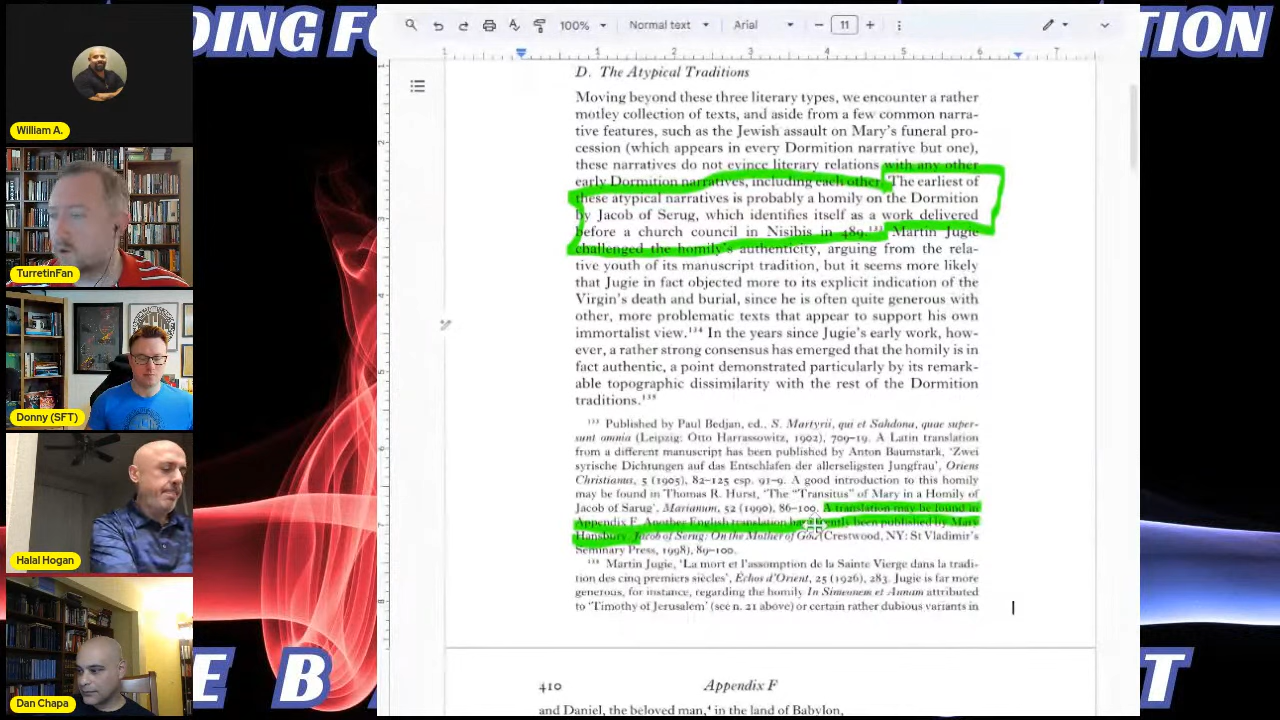 DING FO
TION
William A.
TurretinFan
Donny (SFT)
Halal Hogan
Dan Chapa
E B
T
100%
Normal text
Arial
11
1 1 2 3 4 5 6 7
D. The Atypical Traditions
Moving beyond these three literary types, we encounter a rather
motley collection of texts, and aside from a few common narra-
tive features, such as the Jewish assault on Mary's funeral pro-
cession (which appears in every Dormition narrative but one),
these narratives do not evince literary relations with any other
early Dormition narratives, including each other. The earliest of
these atypical narratives is probably a homily on the Dormition
by Jacob of Serug, which identifies itself as a work delivered
before a church council in Nisibis in 489.¹³³ Martin Jugie
challenged the homily's authenticity, arguing from the rela-
tive youth of its manuscript tradition, but it seems more likely
that Jugie in fact objected more to its explicit indication of the
Virgin's death and burial, since he is often quite generous with
other, more problematic texts that appear to support his own
immortalist view.¹³⁴ In the years since Jugie's early work, how-
ever, a rather strong consensus has emerged that the homily is in
fact authentic, a point demonstrated particularly by its remark-
able topographic dissimilarity with the rest of the Dormition
traditions.¹³⁵
Published by Paul Bedjan, ed., S. Martyrii, qui et Sahdona, quae super-
sunt omnia (Leipzig: Otto Harrassowitz, 1902), 709–19. A Latin translation
from a different manuscript has been published by Anton Baumstark, 'Zwei
syrische Dichtungen auf das Entschlafen der allerseligsten Jungfrau', Oriens
Christianus, 5 (1905), 82–125 esp. 91–9. A good introduction to this homily
may be found in Thomas R. Hurst, 'The "Transitus" of Mary in a Homily of
Jacob of Sarug', Marianum, 52 (1990), 86–100. A translation may be found in
Appendix F. Another English translation has recently been published by Mary
Hansbury, Jacob of Serug: On the Mother of God (Crestwood, NY: St Vladimir's
Seminary Press, 1998), 89–100.
Martin Jugie, 'La mort et l'assomption de la Sainte Vierge dans la tradi-
tion des cinq premiers siècles', Échos d'Orient, 25 (1926), 283. Jugie is far more
generous, for instance, regarding the homily In Simeonem et Annam attributed
to 'Timothy of Jerusalem' (see n. 21 above) or certain rather dubious variants in
410 Appendix F
and Daniel, the beloved man,⁴ in the land of Babylon,